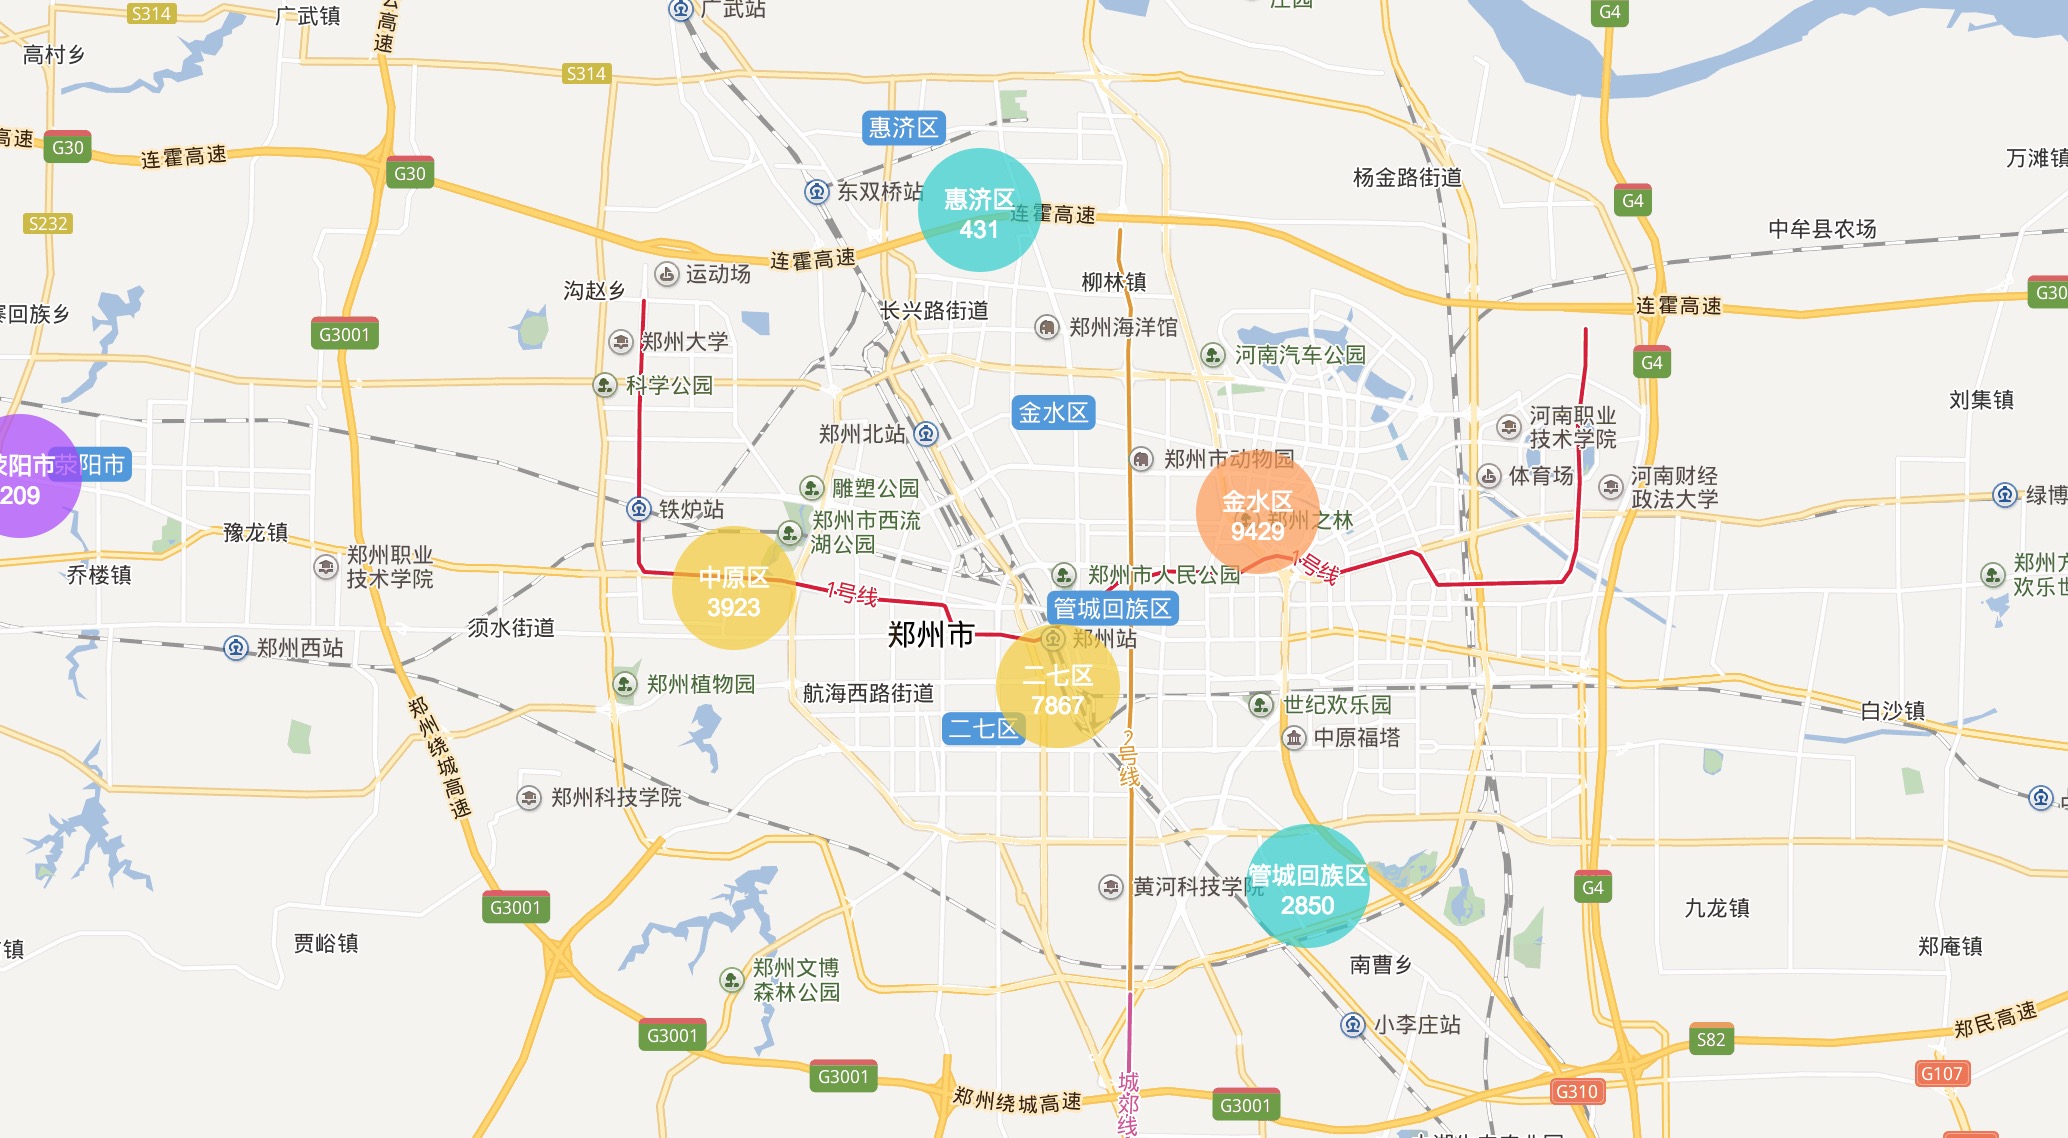 S314
广武镇
高速
广武站
庄园
G4
高村乡
S314
高速
G30
连霍高速
G30
惠济区
东双桥站
惠济区
431
连霍高速
杨金路街道
G4
万滩镇
S232
中牟县农场
连霍高速
运动场
沟赵乡
柳林镇
G30
寨回族乡
长兴路街道
连霍高速
G3001
郑州大学
郑州海洋馆
河南汽车公园
G4
科学公园
刘集镇
金水区
郑州北站
河南职业
技术学院
荥阳市
209
荥阳市
郑州市动物园
体育场
河南财经
政法大学
雕塑公园
绿博
铁炉站
金水区
9429
郑州之林
郑州市西流
湖公园
豫龙镇
郑州职业
技术学院
乔楼镇
中原区
3923
1号线
郑州市人民公园
1号线
郑州方
欢乐世
管城回族区
须水街道
郑州市
郑州站
郑州西站
二七区
7867
郑州植物园
航海西路街道
世纪欢乐园
白沙镇
二七区
中原福塔
郑州绕城高速
2号线
郑州科技学院
黄河科技学院
管城回族区
2850
G4
G3001
九龙镇
贾峪镇
镇
郑庵镇
南曹乡
郑州文博
森林公园
小李庄站
G3001
郑民高速
S82
G3001
G107
城郊线
郑州绕城高速
G3001
G310